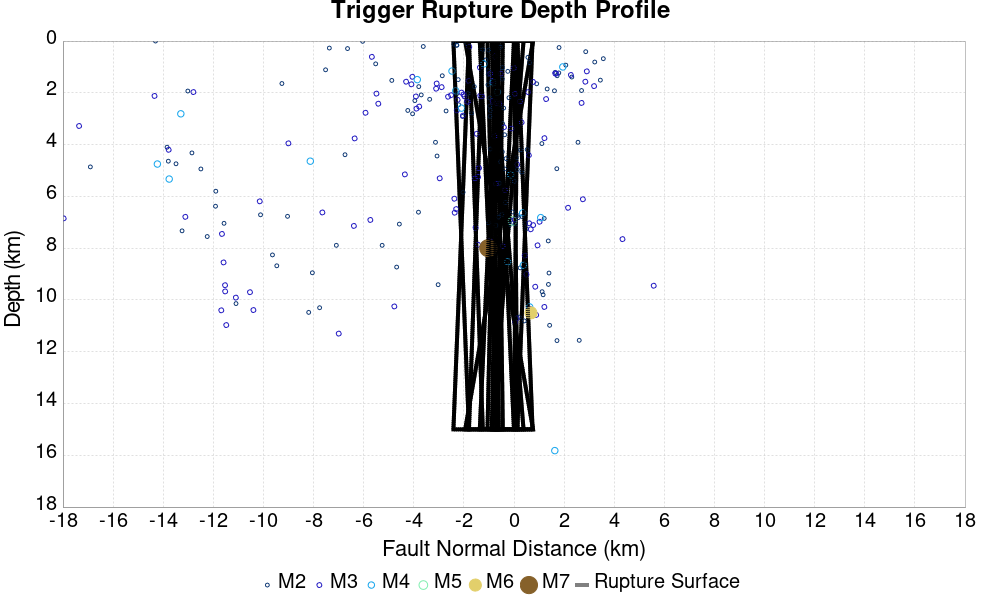 Trigger Rupture Depth Profile
0
2
4
6
8
10
12
14
16
18
Depth (km)
-18 -16 -14 -12 -10 -8 -6 -4 -2 0 2 4 6 8 10 12 14 16 18
Fault Normal Distance (km)
M2 M3 M4 M5 M6 M7 Rupture Surface